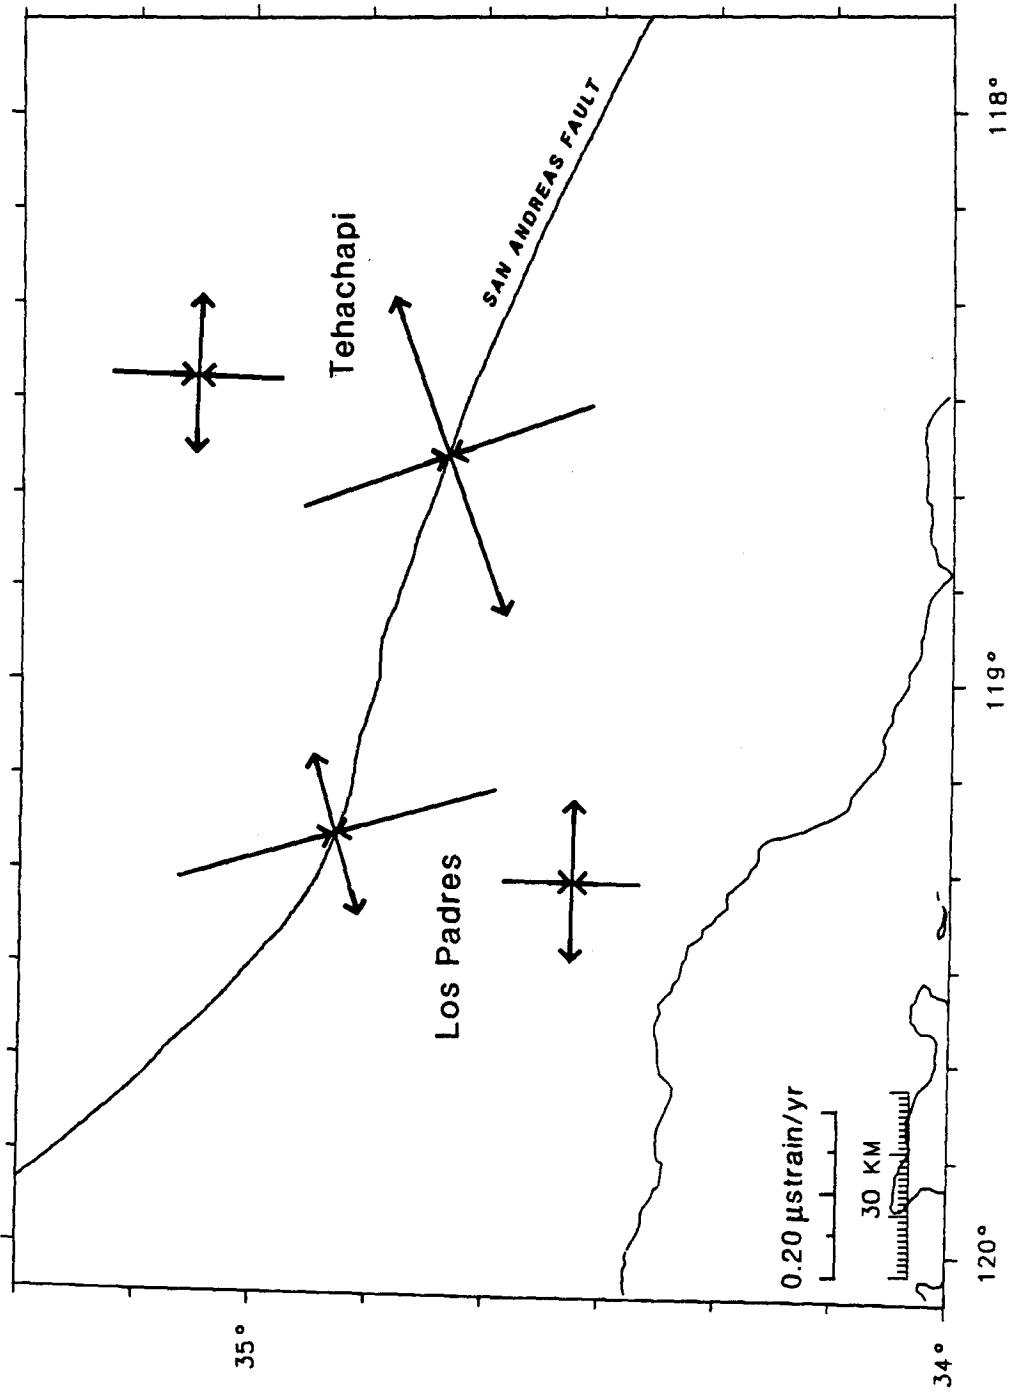 35°
Tehachapi
SAN ANDREAS FAULT
Los Padres
0.20 µstrain/yr
30 KM
34°
120°
119°
118°